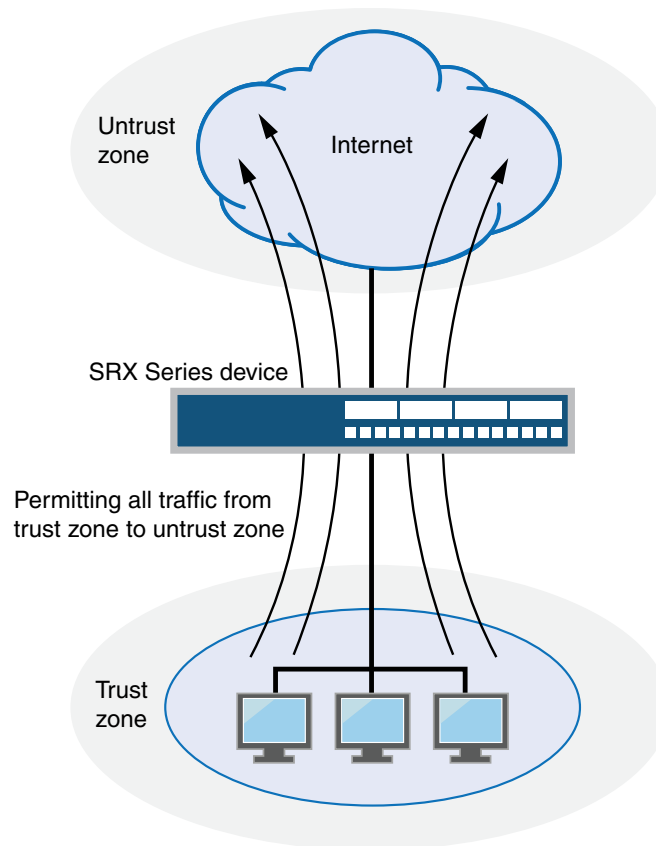 Untrust
zone
Internet
SRX Series device
Permitting all traffic from
trust zone to untrust zone
Trust
zone